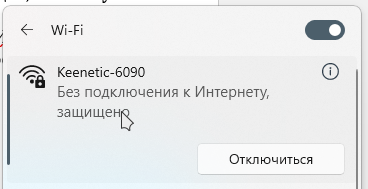 Wi-Fi
Keenetic-6090
Без подключения к Интернету,
защищено
Отключиться